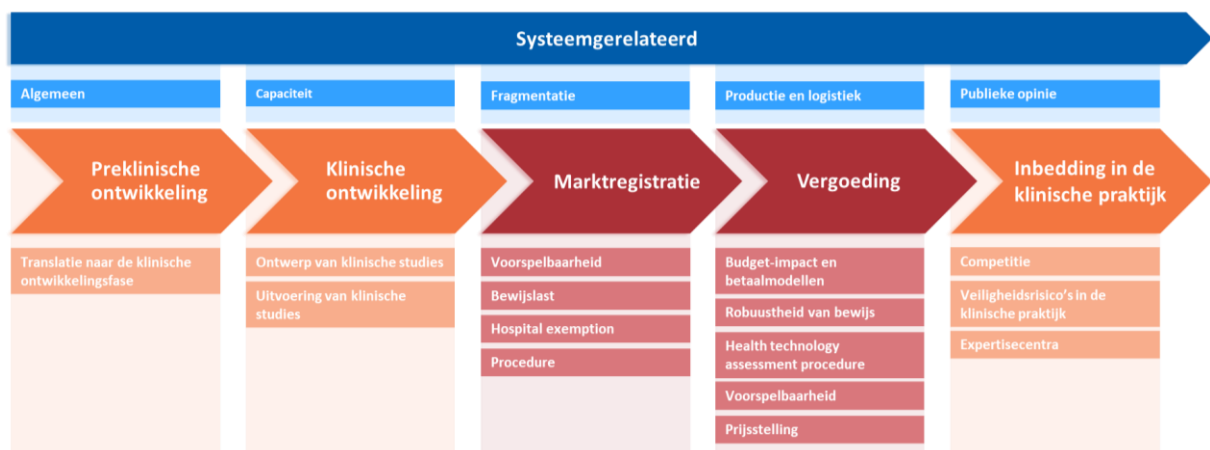 Systeemgerelateerd
Algemeen
Capaciteit
Fragmentatie
Productie en logistiek
Publieke opinie
Preklinische
ontwikkeling
Klinische
ontwikkeling
Marktregistratie
Vergoeding
Inbedding in de
klinische praktijk
Translatie naar de klinische
ontwikkelingsfase
Ontwerp van klinische studies
Uitvoering van klinische
studies
Voorspelbaarheid
Bewijslast
Hospital exemption
Procedure
Budget-impact en
betaalmodellen
Robuustheid van bewijs
Health technology
assessment procedure
Voorspelbaarheid
Prijsstelling
Competitie
Veiligheidsrisico's in de
klinische praktijk
Expertisecentra